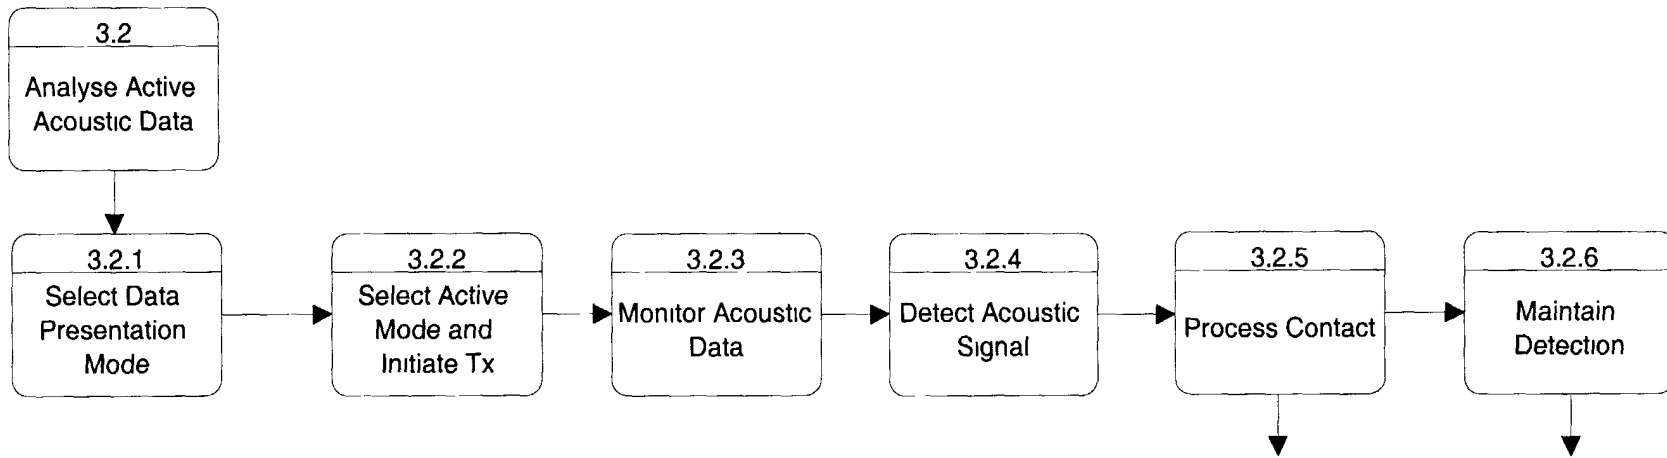 3.2
Analyse Active
Acoustic Data
3.2.1
Select Data
Presentation
Mode
3.2.2
Select Active
Mode and
Initiate Tx
3.2.3
Monitor Acoustic
Data
3.2.4
Detect Acoustic
Signal
3.2.5
Process Contact
3.2.6
Maintain
Detection